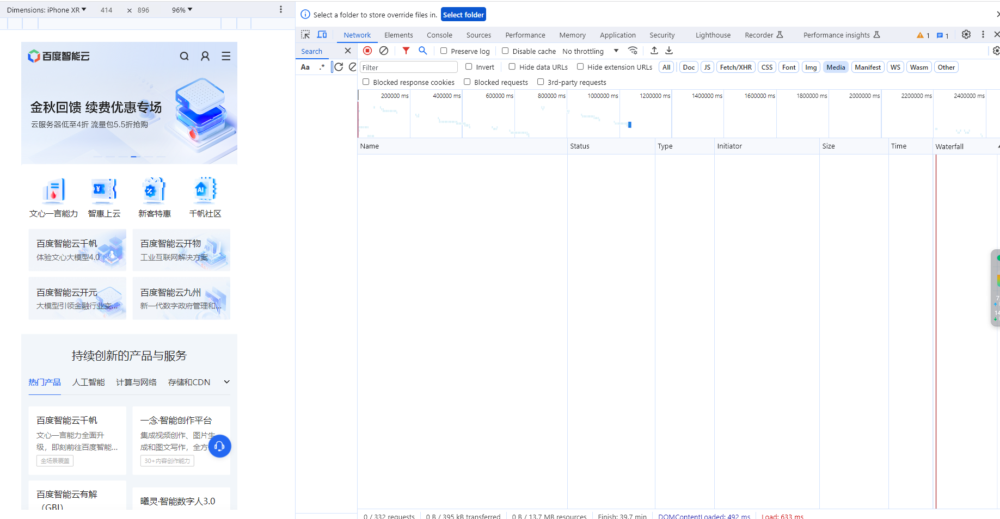 Dimensions: iPhone XR 414 × 896 96%
百度智能云
金秋回馈 续费优惠专场
云服务器低至4折 流量包5.5折抢购
文心一言能力 智惠上云 新客特惠 千帆社区
百度智能云千帆
体验文心大模型4.0
百度智能云开物
工业互联网解决方案
百度智能云开元
大模型引领金融行业变...
百度智能云九州
新一代数字政府管理和...
持续创新的产品与服务
热门产品 人工智能 计算与网络 存储和CDN
百度智能云千帆
文心一言能力全面升
级，即刻前往百度智能...
全场景覆盖
一念·智能创作平台
集成视频创作、图片生
成和图文写作，全方
30+内容创作能力
百度智能云有解
（GBI）
曦灵·智能数字人3.0
Select a folder to store override files in. Select folder
Network Elements Console Sources Performance Memory Application Security Lighthouse Recorder Performance insights 1 1
Search
Aa .*
Preserve log Disable cache No throttling
Filter Invert Hide data URLs Hide extension URLs All Doc JS Fetch/XHR CSS Font Img Media Manifest WS Wasm Other
Blocked response cookies Blocked requests 3rd-party requests
200000 ms 400000 ms 600000 ms 800000 ms 1000000 ms 1200000 ms 1400000 ms 1600000 ms 1800000 ms 2000000 ms 2200000 ms 2400000 ms
Name Status Type Initiator Size Time Waterfall
0 / 332 requests 0 B / 395 kB transferred 0 B / 13.7 MB resources Finish: 39.7 min DOMContentLoaded: 492 ms Load: 633 ms